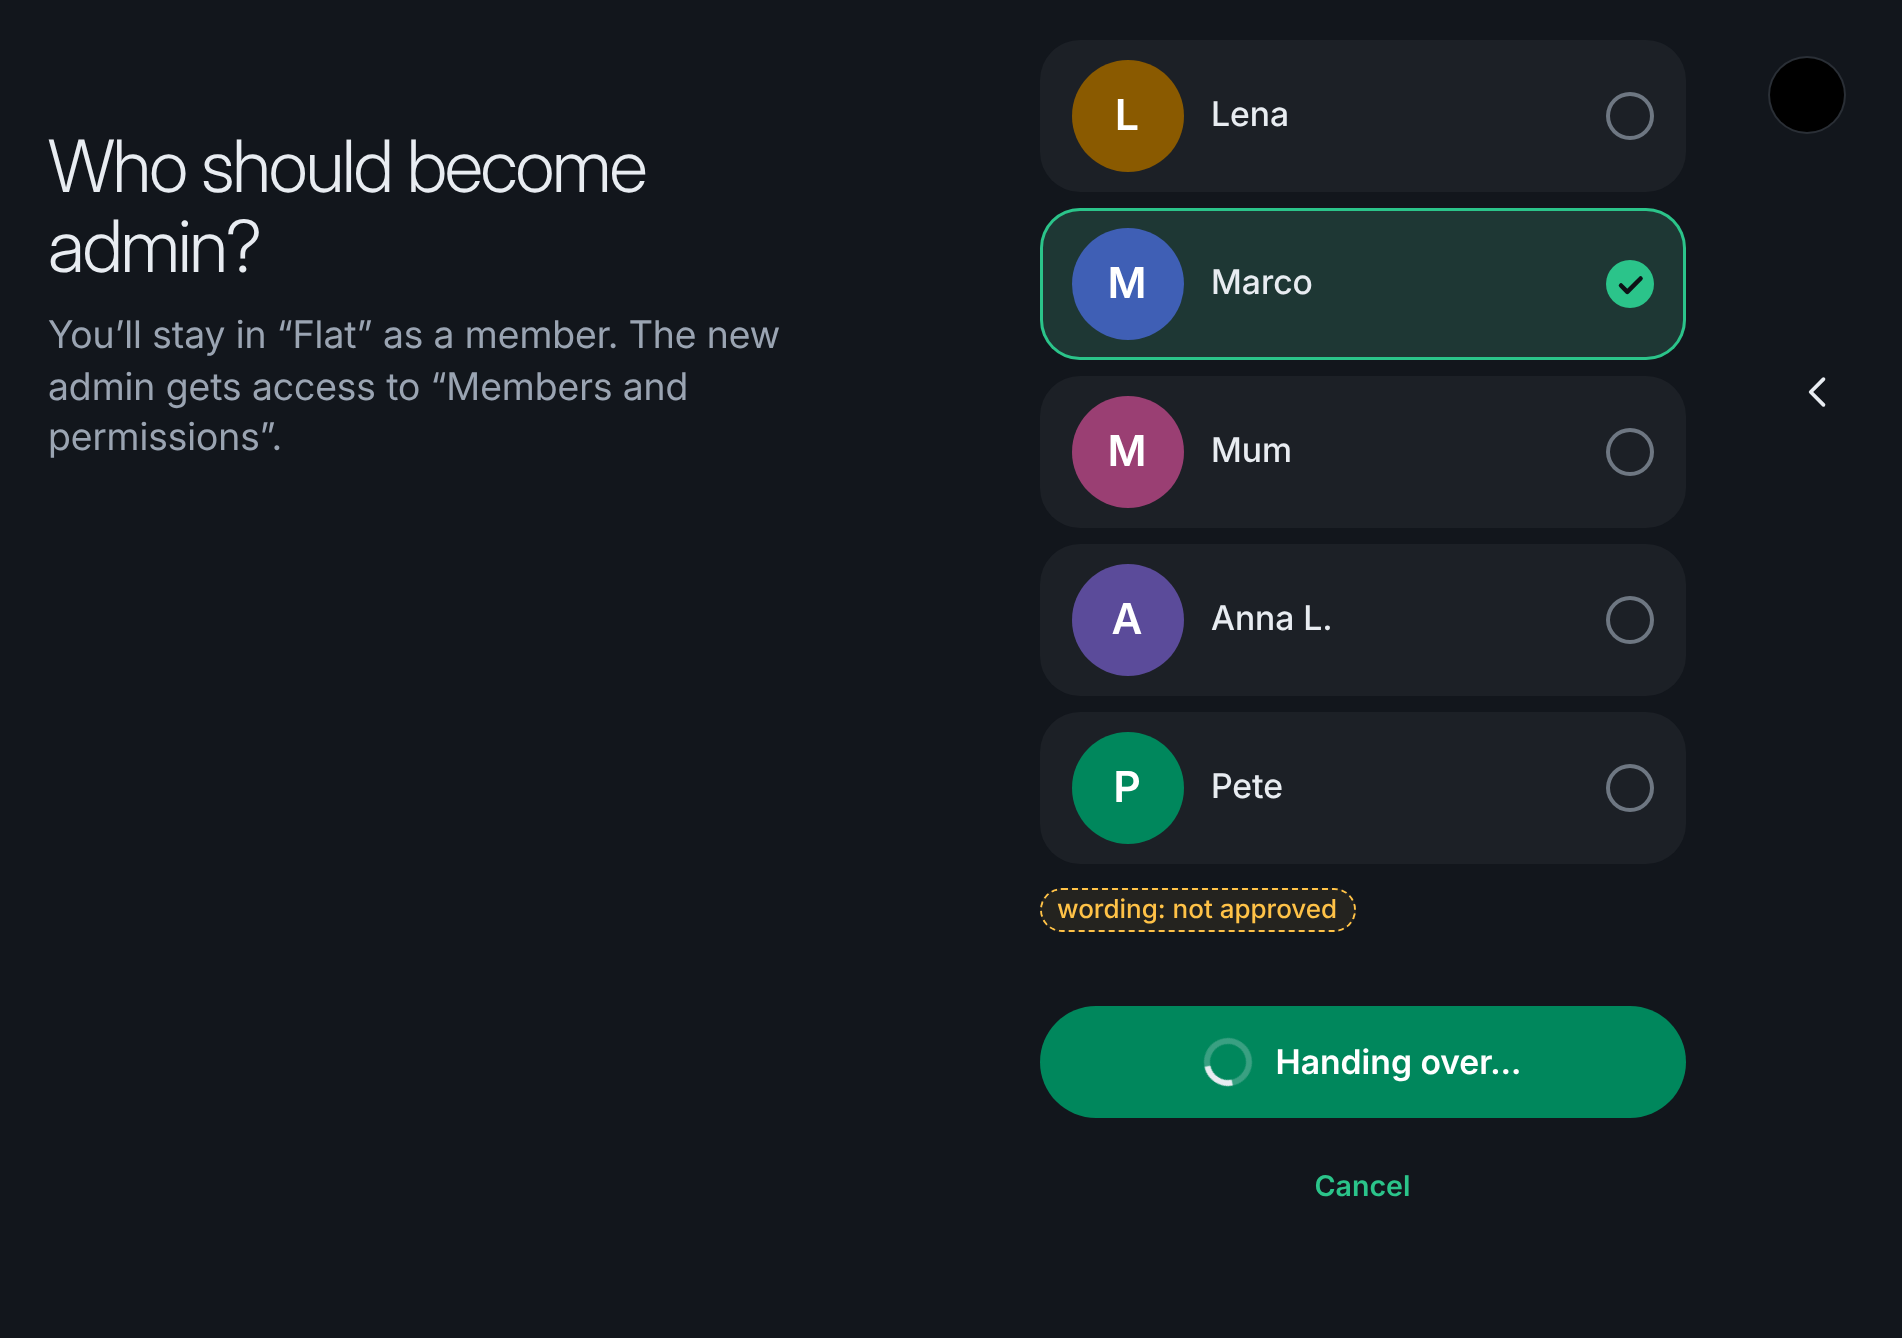 Who should become
admin?
You’ll stay in “Flat” as a member. The new
admin gets access to “Members and
permissions”.
L Lena
M Marco
M Mum
A Anna L.
P Pete
wording: not approved
Handing over…
Cancel